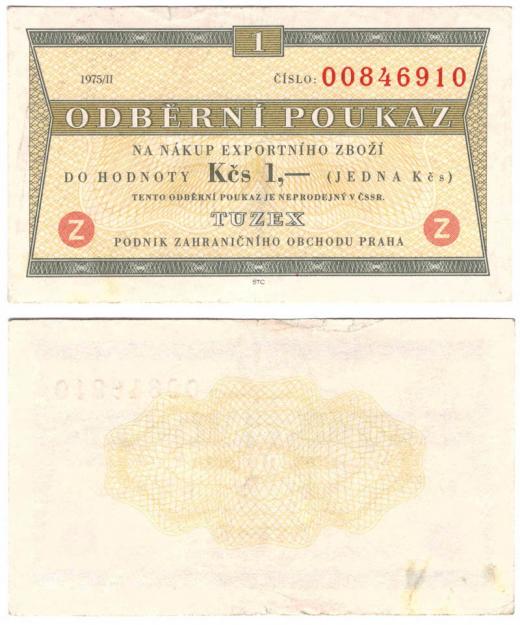 1
1975/II ČÍSLO: 00846910
ODBĚRNÍ POUKAZ
NA NÁKUP EXPORTNÍHO ZBOŽÍ
DO HODNOTY Kčs 1,— (JEDNA Kčs)
TENTO ODBĚRNÍ POUKAZ JE NEPRODEJNÝ V ČSSR.
Z TUZEX Z
PODNIK ZAHRANIČNÍHO OBCHODU PRAHA
STC